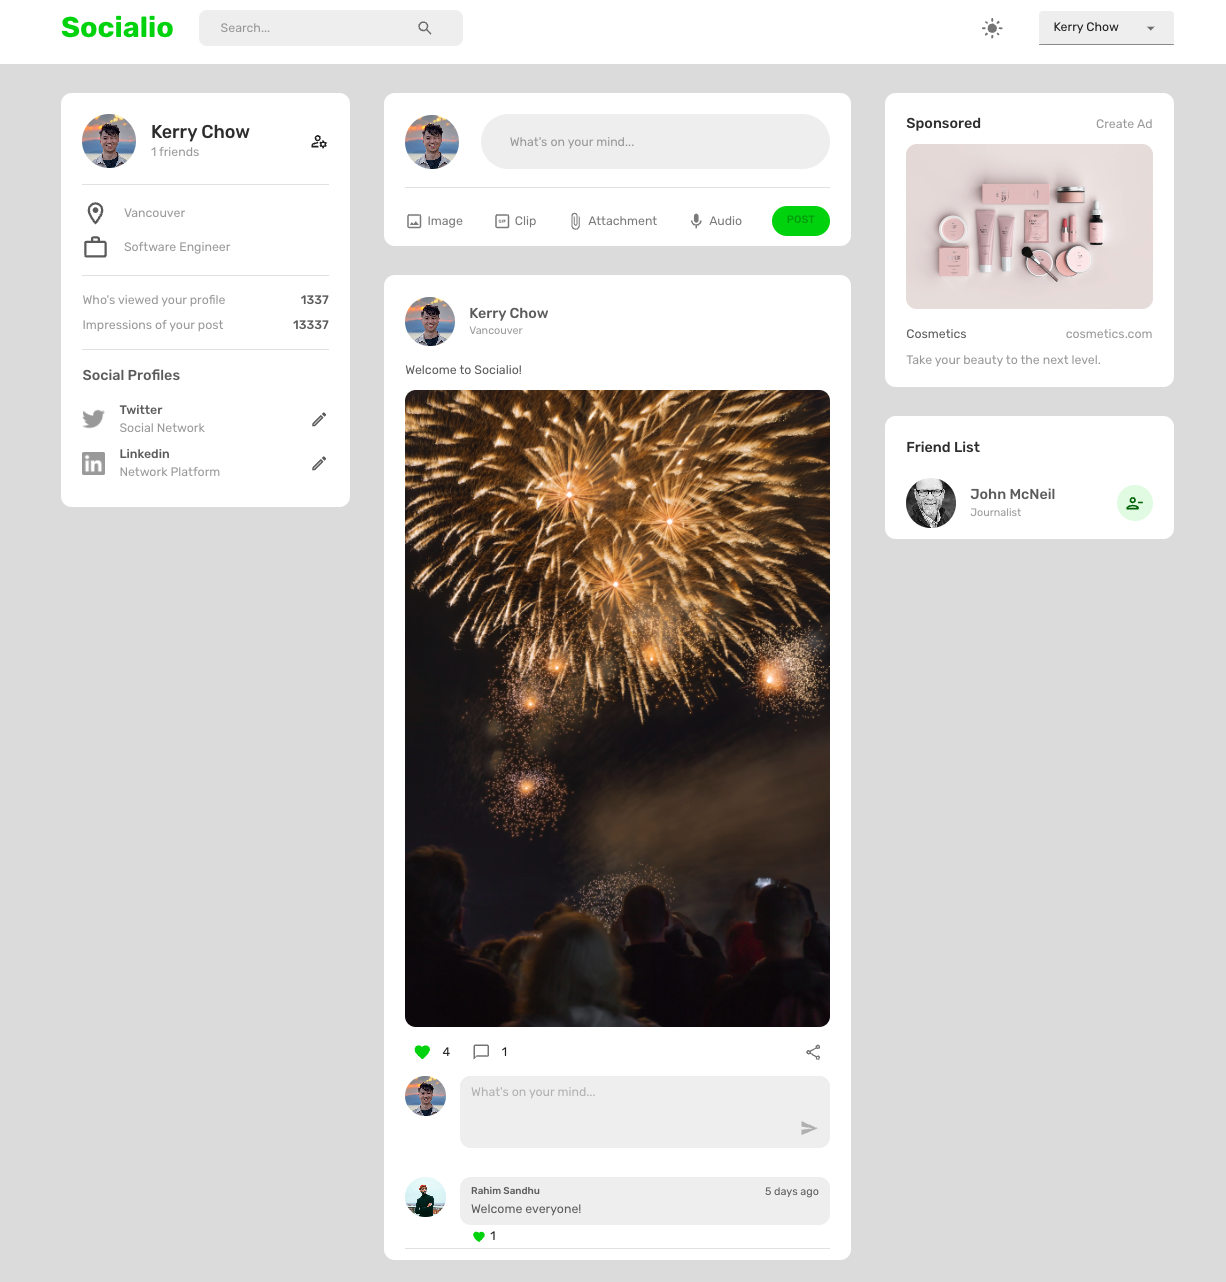 Socialio
Search...
Kerry Chow
Kerry Chow
1 friends
Vancouver
Software Engineer
Who's viewed your profile 1337
Impressions of your post 13337
Social Profiles
Twitter
Social Network
Linkedin
Network Platform
What's on your mind...
Image Clip Attachment Audio POST
Kerry Chow
Vancouver
Welcome to Socialio!
4 1
What's on your mind...
Rahim Sandhu 5 days ago
Welcome everyone!
1
Sponsored Create Ad
Cosmetics cosmetics.com
Take your beauty to the next level.
Friend List
John McNeil
Journalist